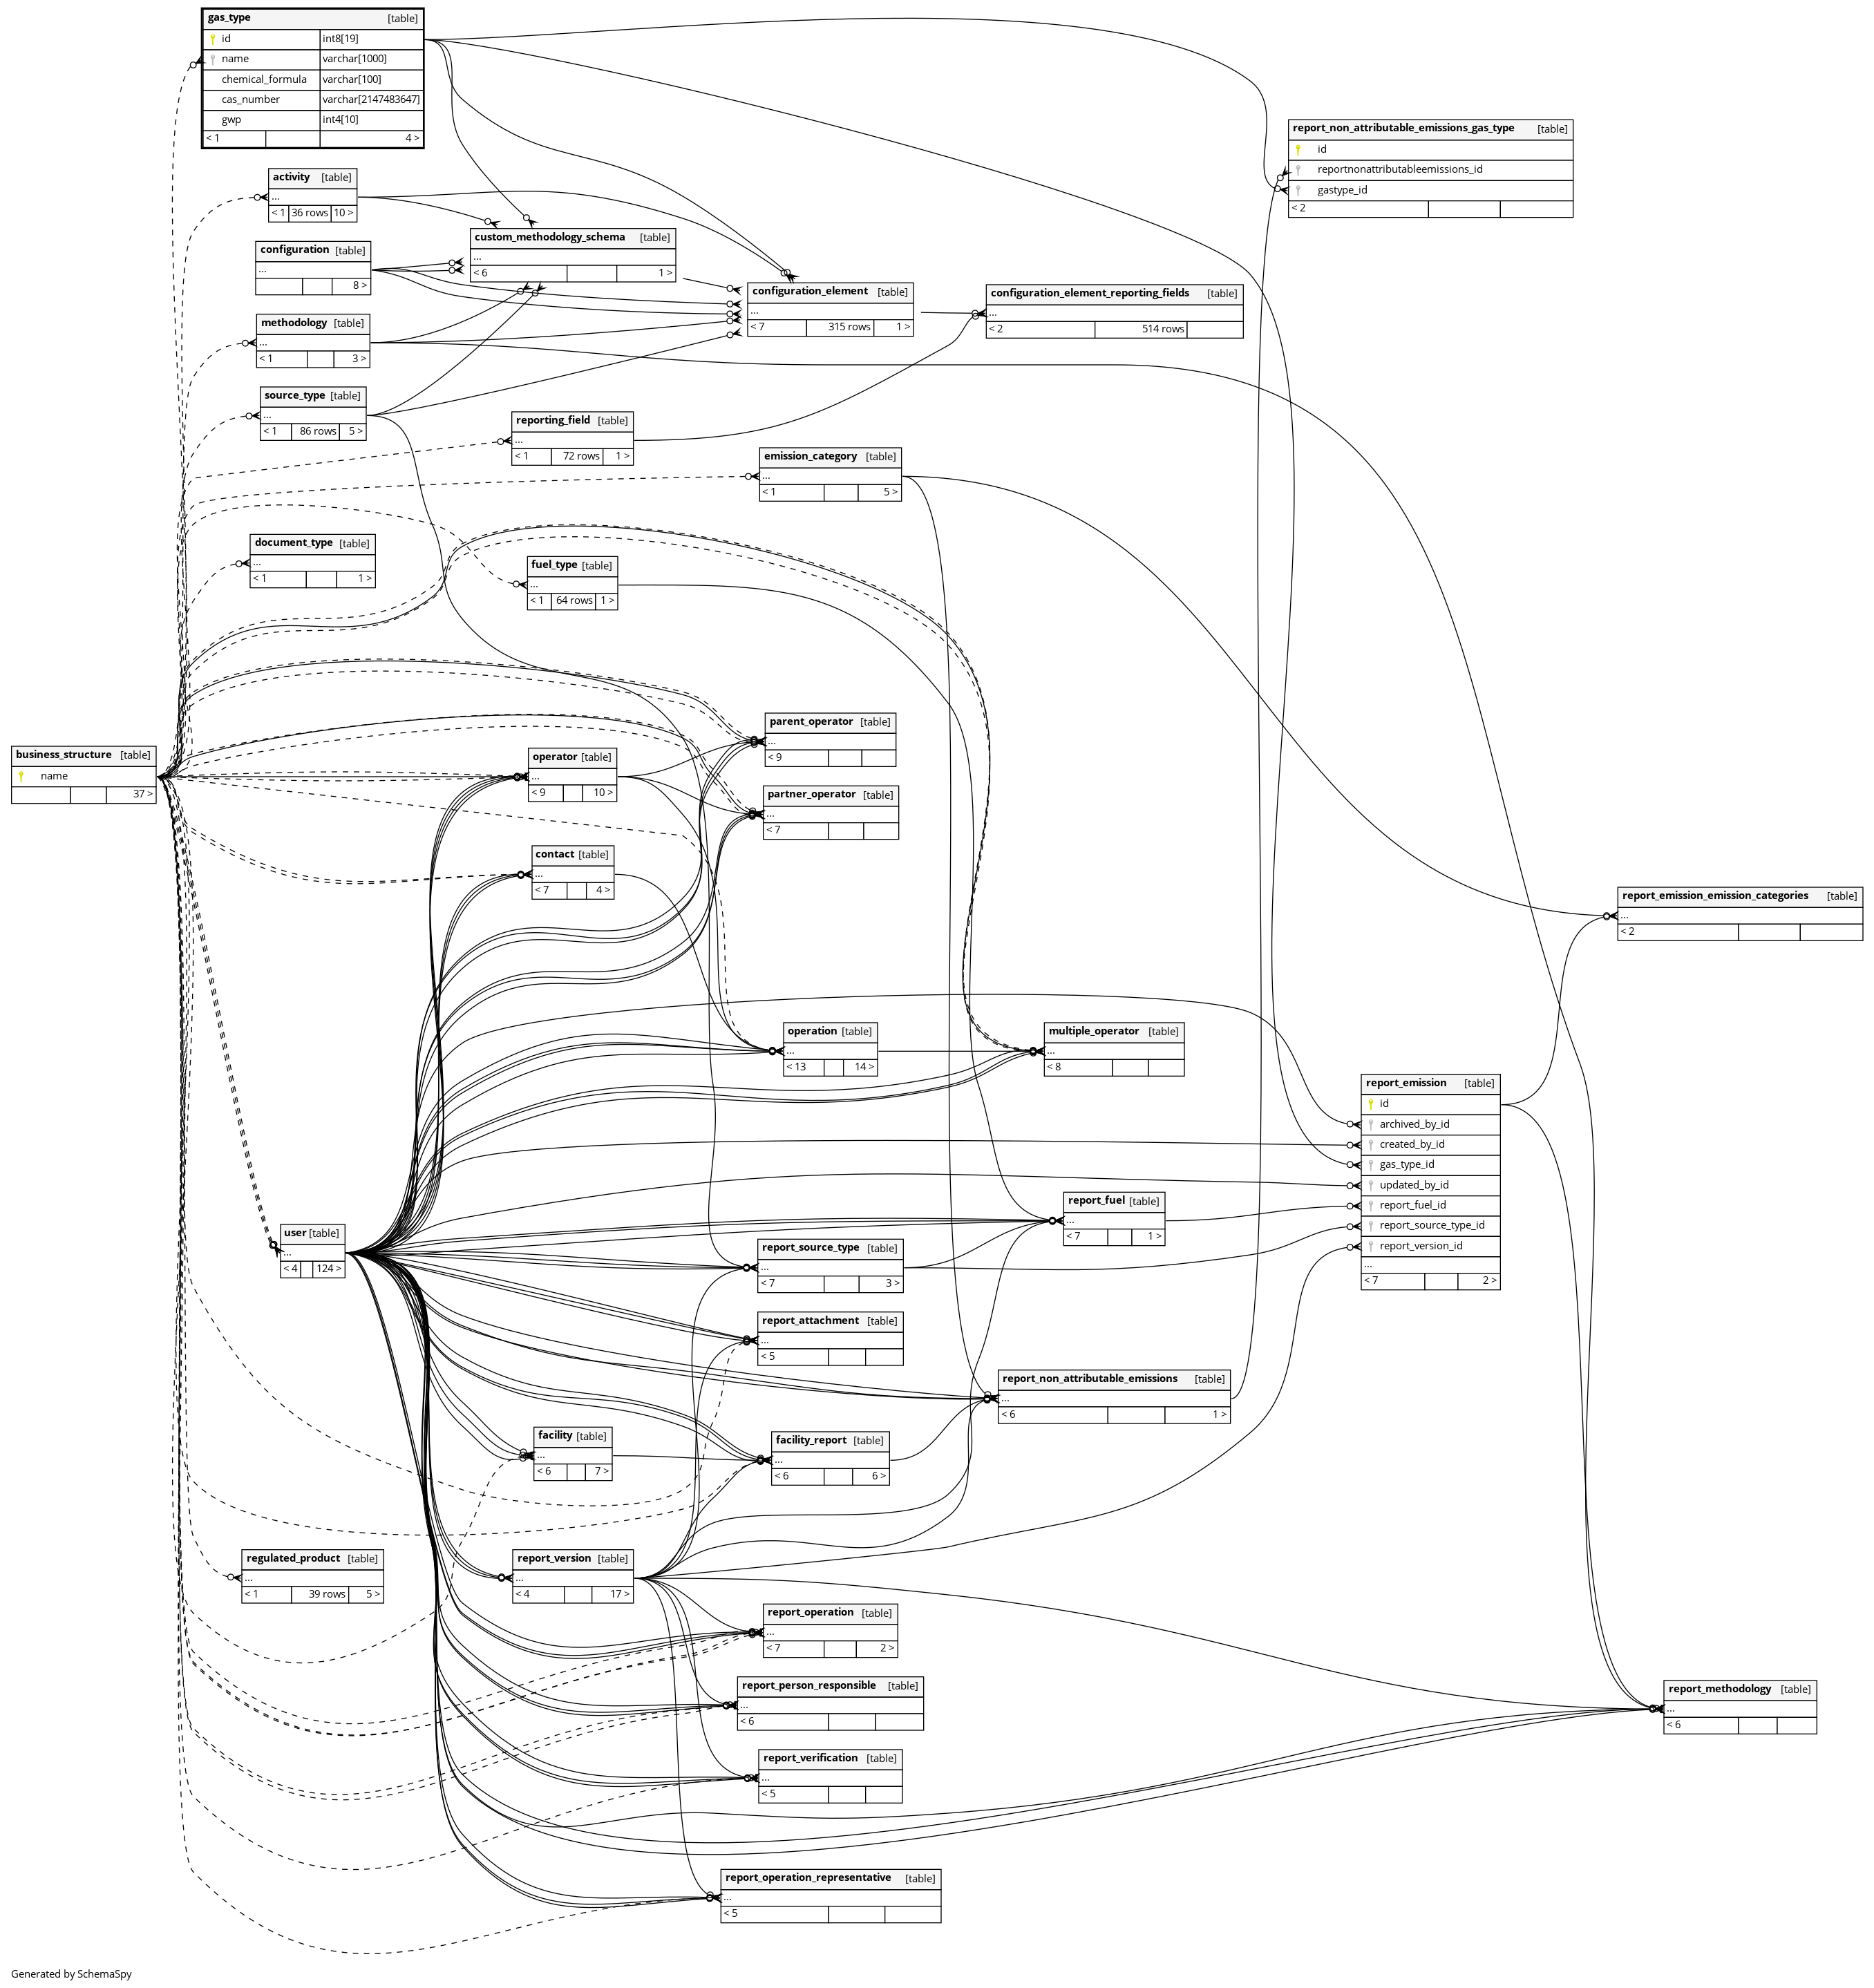 gas_type [table]
id int8[19]
name varchar[1000]
chemical_formula varchar[100]
cas_number varchar[2147483647]
gwp int4[10]
< 1 4 >
report_non_attributable_emissions_gas_type [table]
id
reportnonattributableemissions_id
gastype_id
< 2
activity [table]
...
< 1 36 rows 10 >
custom_methodology_schema [table]
...
< 6 1 >
configuration [table]
...
8 >
configuration_element [table]
...
< 7 315 rows 1 >
configuration_element_reporting_fields [table]
...
< 2 514 rows
methodology [table]
...
< 1 3 >
source_type [table]
...
< 1 86 rows 5 >
reporting_field [table]
...
< 1 72 rows 1 >
emission_category [table]
...
< 1 5 >
document_type [table]
...
< 1 1 >
fuel_type [table]
...
< 1 64 rows 1 >
parent_operator [table]
...
< 9
business_structure [table]
name
37 >
operator [table]
...
< 9 10 >
partner_operator [table]
...
< 7
contact [table]
...
< 7 4 >
report_emission_emission_categories [table]
...
< 2
operation [table]
...
< 13 14 >
multiple_operator [table]
...
< 8
report_emission [table]
id
archived_by_id
created_by_id
gas_type_id
updated_by_id
report_fuel_id
report_source_type_id
report_version_id
...
< 7 2 >
report_fuel [table]
...
< 7 1 >
user [table]
...
< 4 124 >
report_source_type [table]
...
< 7 3 >
report_attachment [table]
...
< 5
report_non_attributable_emissions [table]
...
< 6 1 >
facility [table]
...
< 6 7 >
facility_report [table]
...
< 6 6 >
regulated_product [table]
...
< 1 39 rows 5 >
report_version [table]
...
< 4 17 >
report_operation [table]
...
< 7 2 >
report_person_responsible [table]
...
< 6
report_methodology [table]
...
< 6
report_verification [table]
...
< 5
report_operation_representative [table]
...
< 5
Generated by SchemaSpy